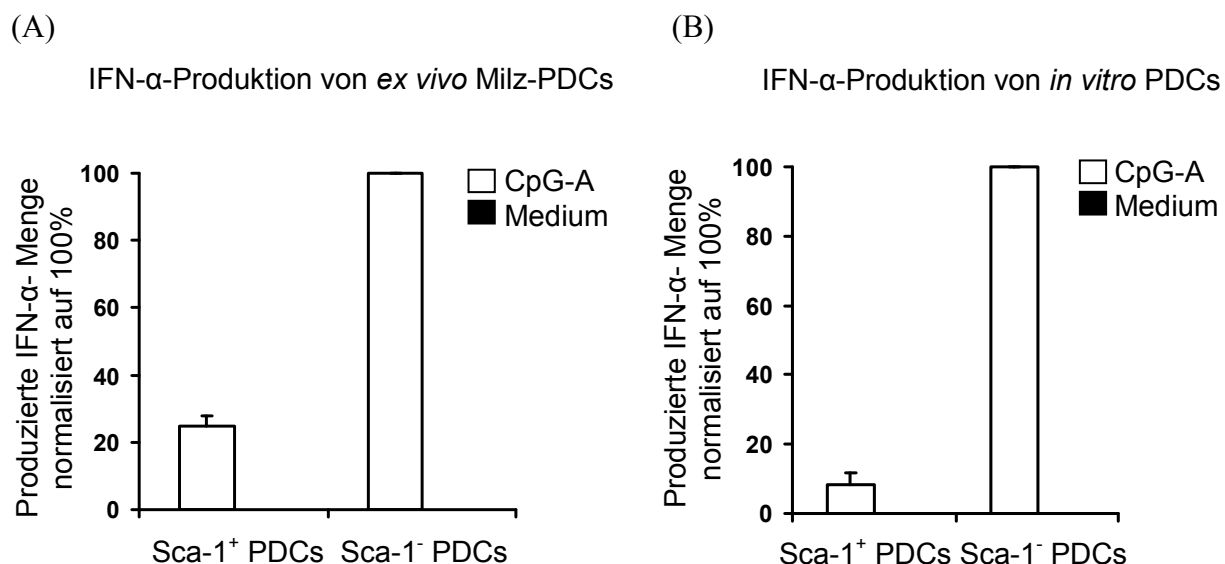 (A)
IFN-α-Produktion von ex vivo Milz-PDCs
Produzierte IFN-α- Menge
normalisiert auf 100%
100
80
60
40
20
0
CpG-A
Medium
Sca-1⁺ PDCs Sca-1⁻ PDCs
(B)
IFN-α-Produktion von in vitro PDCs
Produzierte IFN-α- Menge
normalisiert auf 100%
100
80
60
40
20
0
CpG-A
Medium
Sca-1⁺ PDCs Sca-1⁻ PDCs